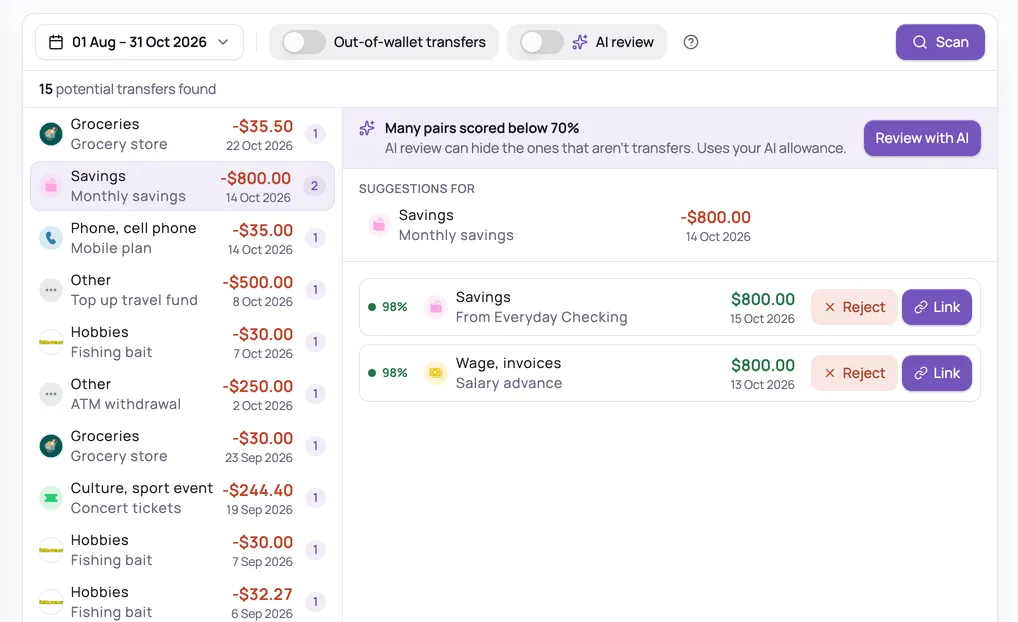 01 Aug – 31 Oct 2026
Out-of-wallet transfers
AI review
Scan
15 potential transfers found
Groceries -$35.50
Grocery store 22 Oct 2026 1
Savings -$800.00
Monthly savings 14 Oct 2026 2
Phone, cell phone -$35.00
Mobile plan 14 Oct 2026 1
Other -$500.00
Top up travel fund 8 Oct 2026 1
Hobbies -$30.00
Fishing bait 7 Oct 2026 1
Other -$250.00
ATM withdrawal 2 Oct 2026 1
Groceries -$30.00
Grocery store 23 Sep 2026 1
Culture, sport event -$244.40
Concert tickets 19 Sep 2026 1
Hobbies -$30.00
Fishing bait 7 Sep 2026 1
Hobbies -$32.27
Fishing bait 6 Sep 2026 1
Many pairs scored below 70%
AI review can hide the ones that aren't transfers. Uses your AI allowance.
Review with AI
SUGGESTIONS FOR
Savings -$800.00
Monthly savings 14 Oct 2026
98% Savings $800.00 Reject Link
From Everyday Checking 15 Oct 2026
98% Wage, invoices $800.00 Reject Link
Salary advance 13 Oct 2026